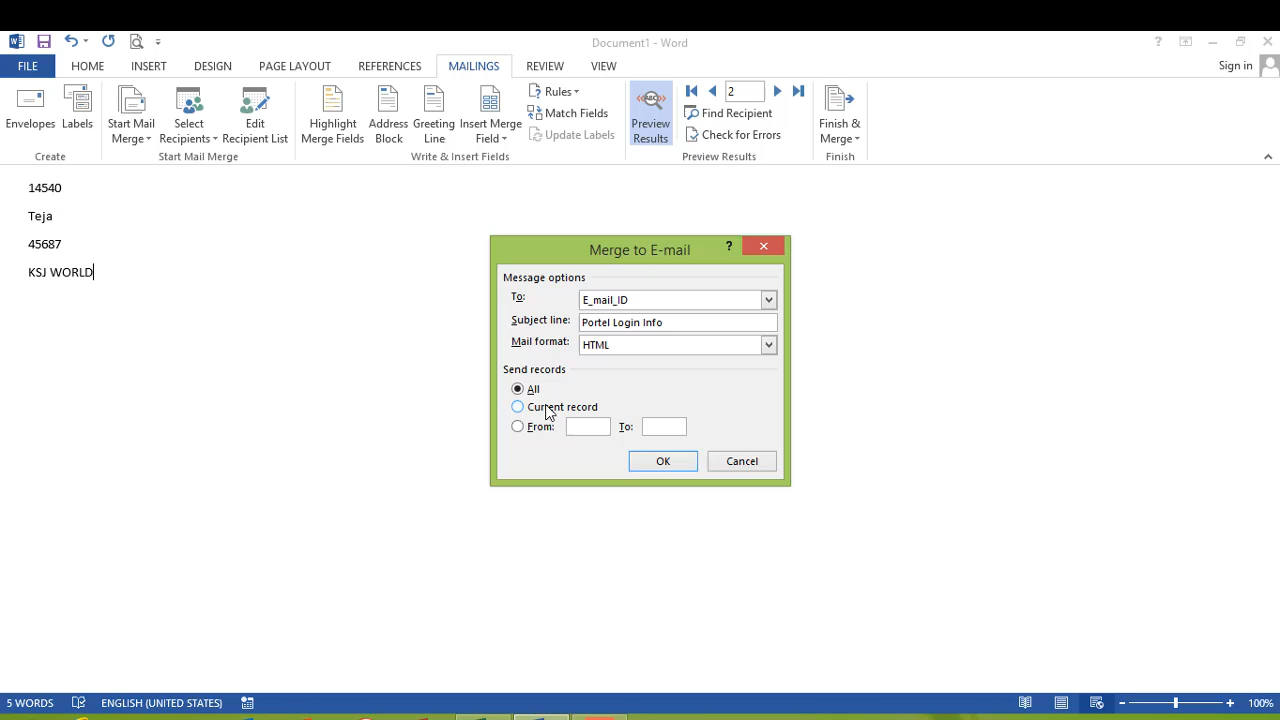 Document1 - Word
?
FILE HOME INSERT DESIGN PAGE LAYOUT REFERENCES MAILINGS REVIEW VIEW Sign in
Envelopes Labels
Create
Start Mail Merge Select Recipients Edit Recipient List
Start Mail Merge
Highlight Merge Fields Address Block Greeting Line Insert Merge Field
Rules
Match Fields
Update Labels
Write & Insert Fields
ABC
Preview Results
2
Find Recipient
Check for Errors
Preview Results
Finish & Merge
Finish
14540
Teja
45687
KSJ WORLD
Merge to E-mail ?
Message options
To: E_mail_ID
Subject line: Portel Login Info
Mail format: HTML
Send records
All
Current record
From: To:
OK Cancel
5 WORDS ENGLISH (UNITED STATES) 100%